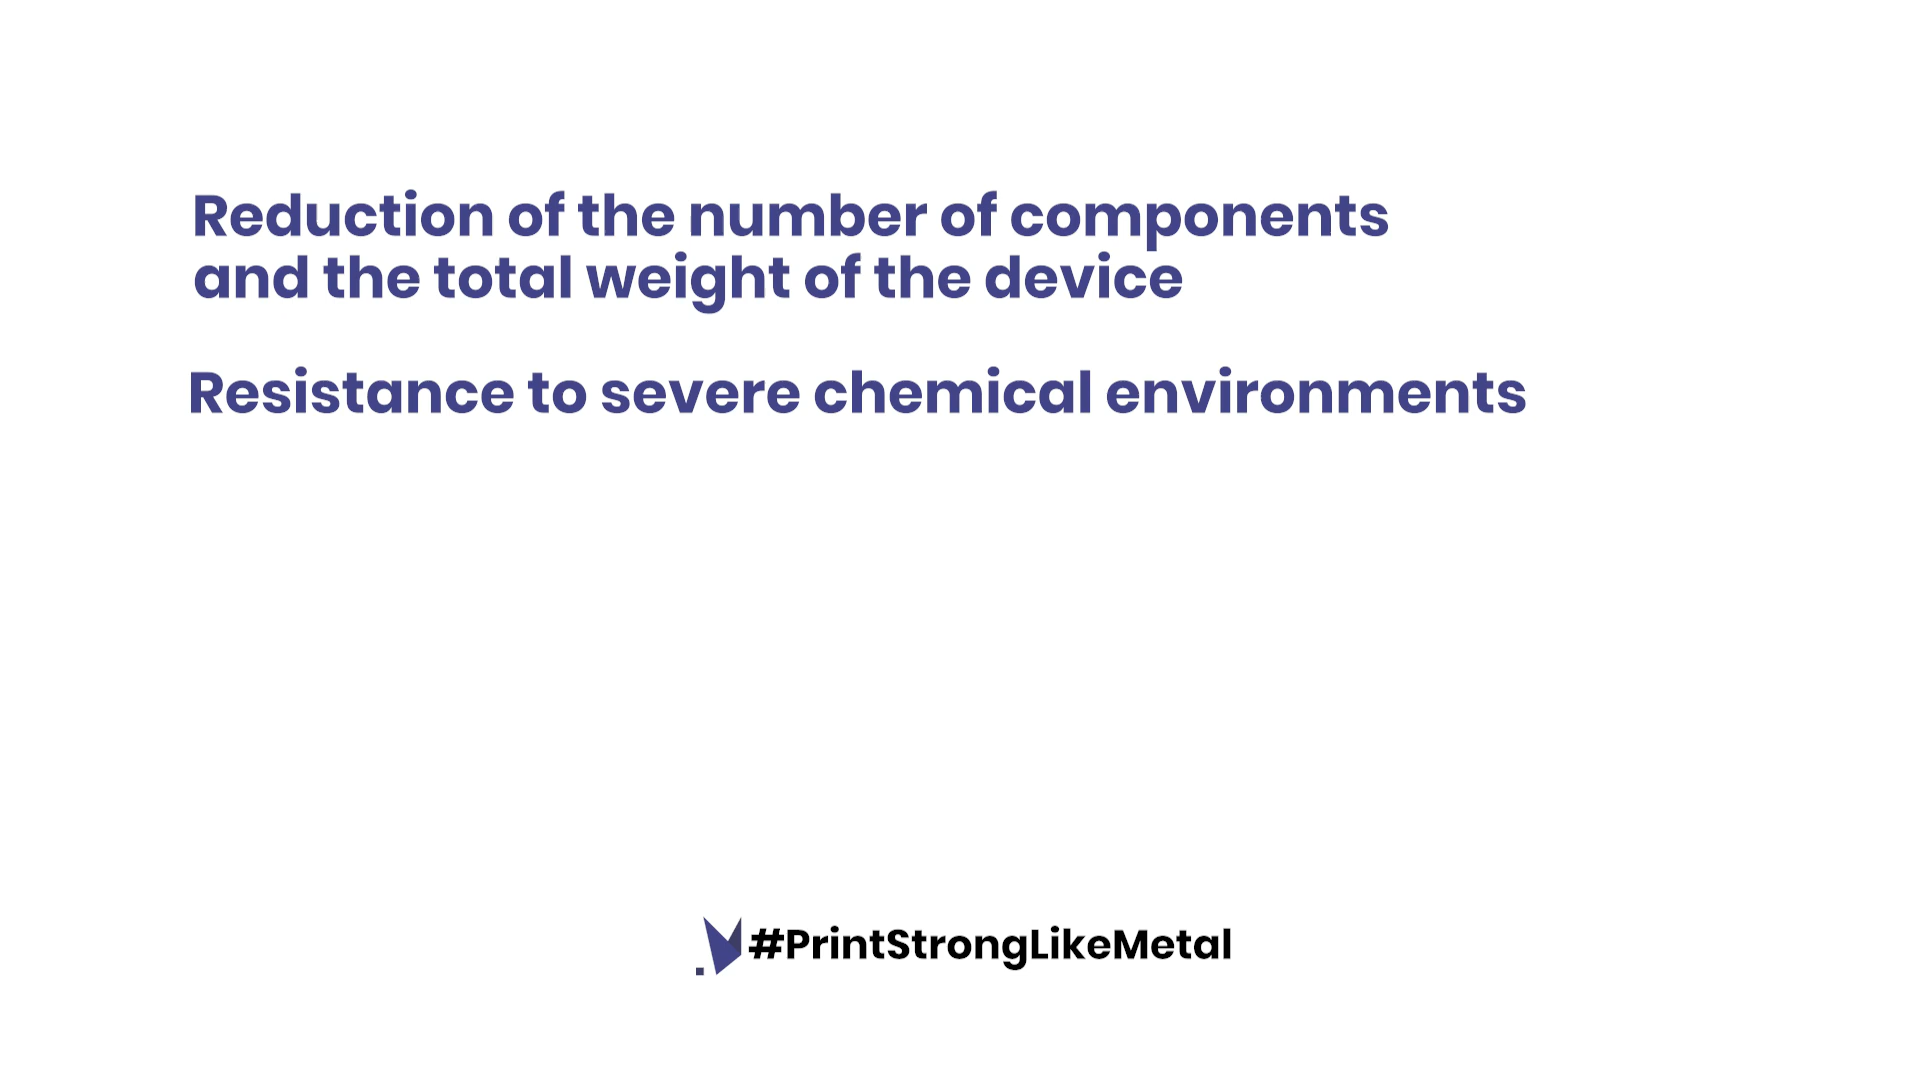 Reduction of the number of components
and the total weight of the device
Resistance to severe chemical environments
#PrintStrongLikeMetal